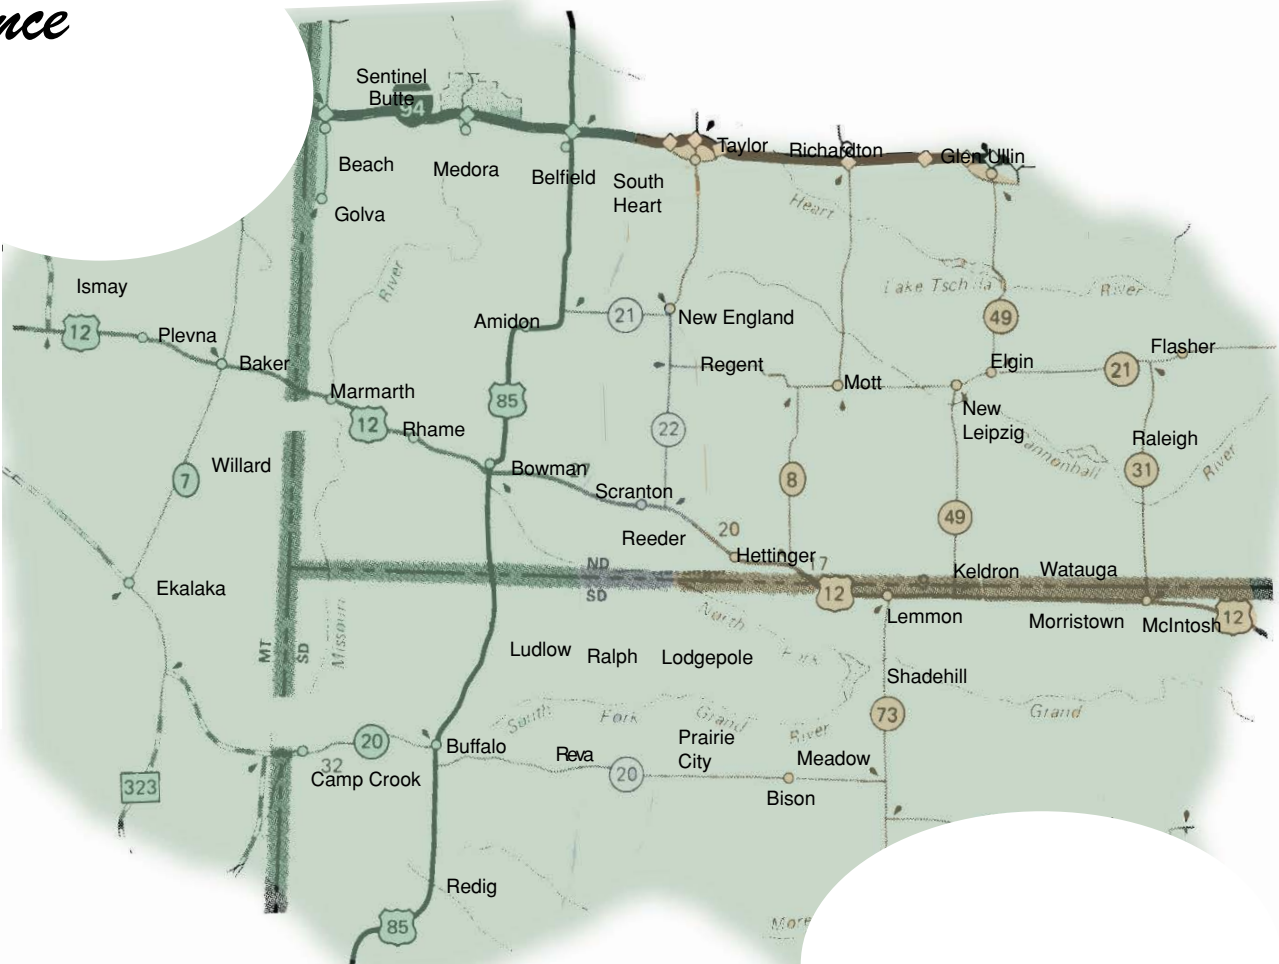 nce
Sentinel
Butte
94
Taylor
Richardton
Glen Ullin
Beach
Medora
Belfield
South
Heart
Golva
Heart
River
Lake Tschida
River
Ismay
12
Plevna
Amidon
21
New England
49
Baker
Regent
Elgin
21
Flasher
Marmarth
85
Mott
12
Rhame
22
New
Leipzig
Raleigh
Cannonball
River
Willard
7
Bowman
27
8
31
Scranton
49
20
Reeder
Hettinger
17
ND
SD
Keldron
Watauga
Ekalaka
12
Lemmon
Morristown
McIntosh
12
North
Fork
MT
SD
Missouri
Ludlow
Ralph
Lodgepole
Shadehill
South
Fork
Grand
River
73
Grand
20
32
Buffalo
Reva
20
Prairie
City
Meadow
Camp Crook
323
Bison
Redig
85